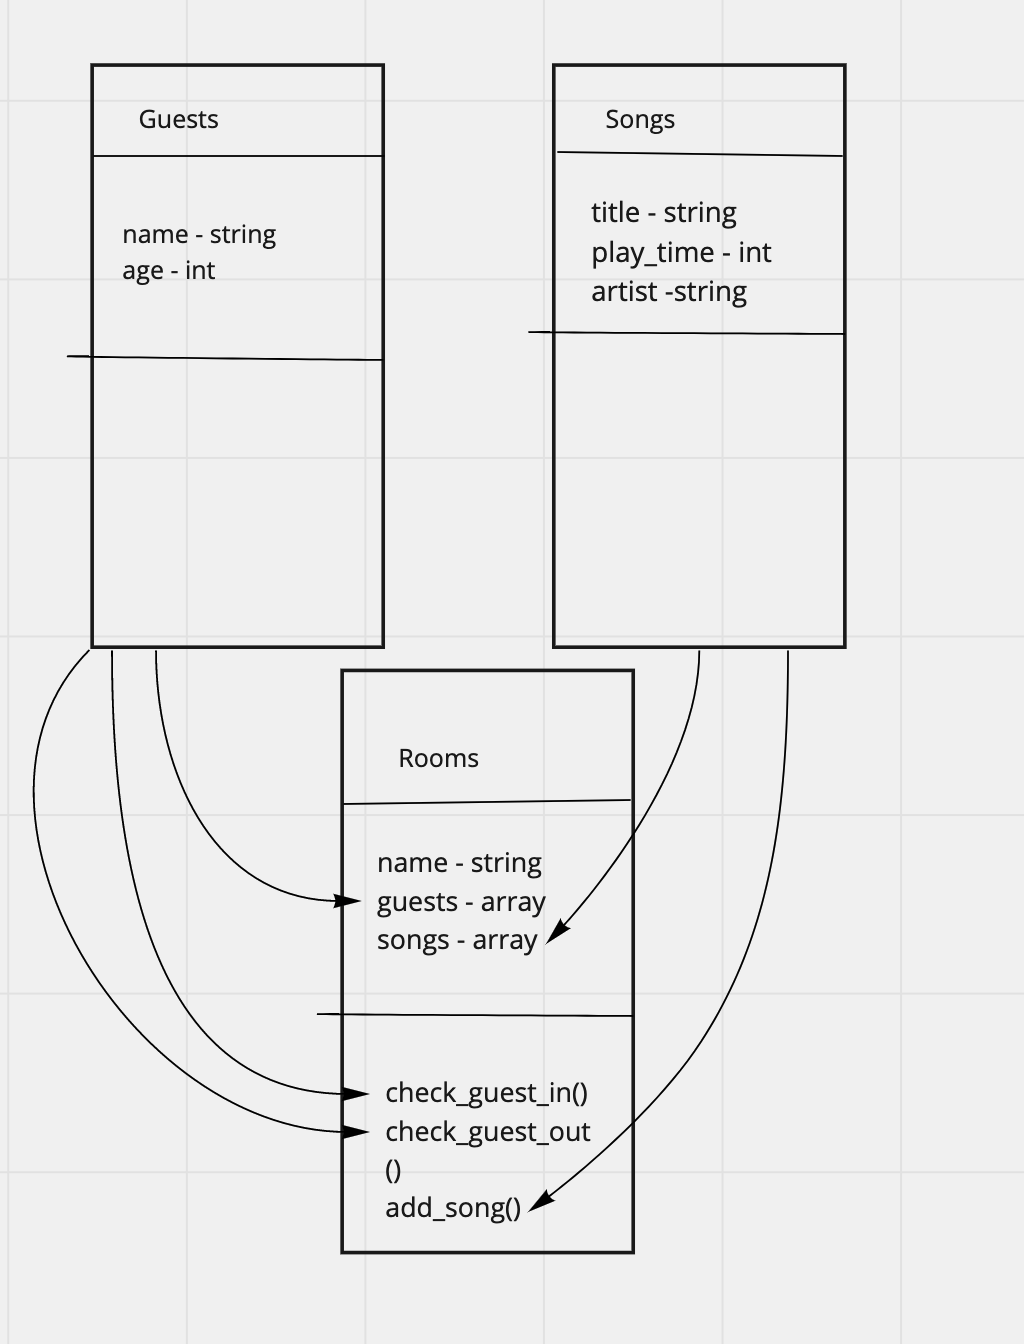 Guests
name - string
age - int
Songs
title - string
play_time - int
artist -string
Rooms
name - string
guests - array
songs - array
check_guest_in()
check_guest_out
()
add_song()